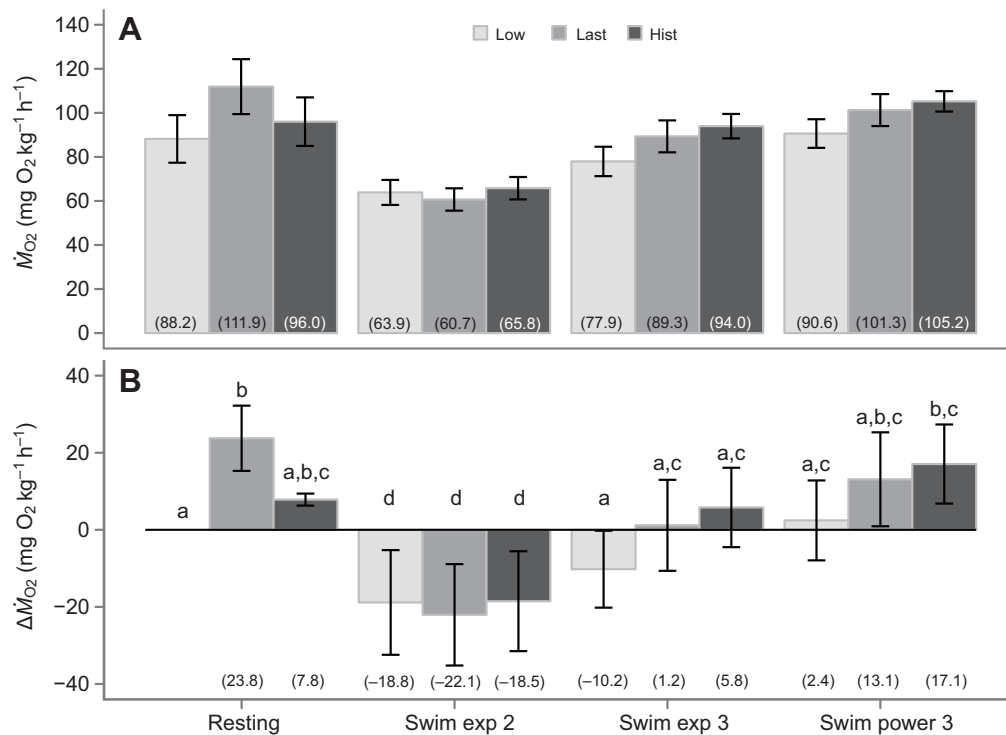 A
Low Last Hist
140
120
100
80
60
40
20
0
ṀO2 (mg O2 kg–1 h–1)
(88.2) (111.9) (96.0) (63.9) (60.7) (65.8) (77.9) (89.3) (94.0) (90.6) (101.3) (105.2)
B
40
20
0
–20
–40
ΔṀO2 (mg O2 kg–1 h–1)
a b a,b,c d d d a a,c a,c a,c a,b,c b,c
(23.8) (7.8) (–18.8) (–22.1) (–18.5) (–10.2) (1.2) (5.8) (2.4) (13.1) (17.1)
Resting Swim exp 2 Swim exp 3 Swim power 3